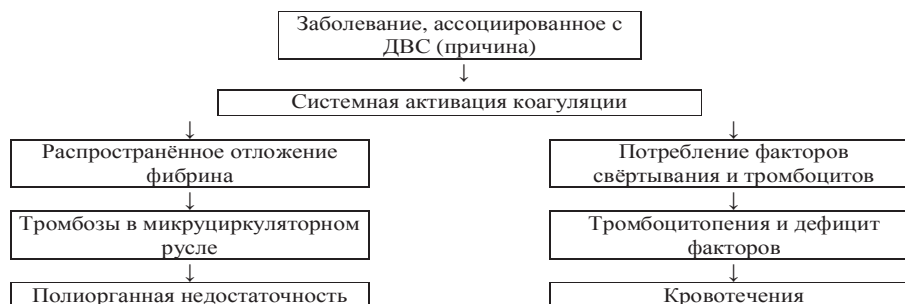 Заболевание, ассоциированное с
ДВС (причина)
↓
Системная активация коагуляции
↓
Распространённое отложение
фибрина
↓
Тромбозы в микруциркуляторном
русле
↓
Полиорганная недостаточность
↓
Потребление факторов
свёртывания и тромбоцитов
↓
Тромбоцитопения и дефицит
факторов
↓
Кровотечения